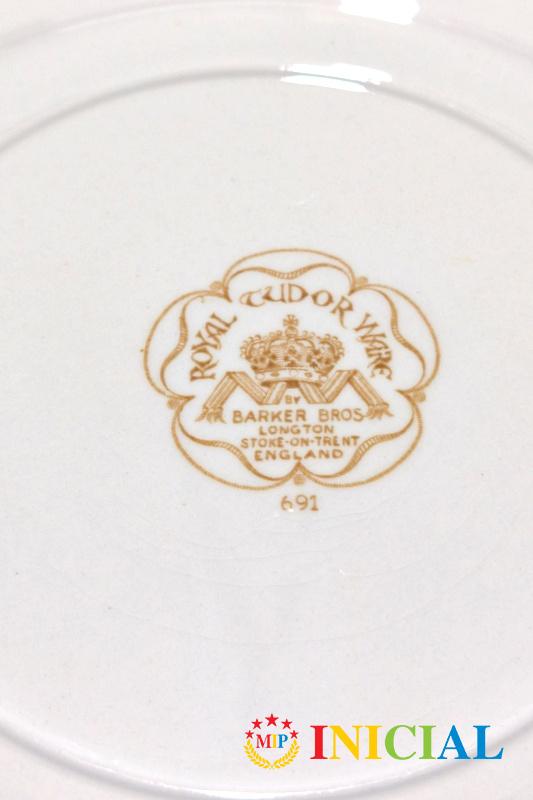 ROYAL TUDOR WARE
BY
BARKER BROS
LONGTON
STOKE-ON-TRENT
ENGLAND
691
MIP INICIAL